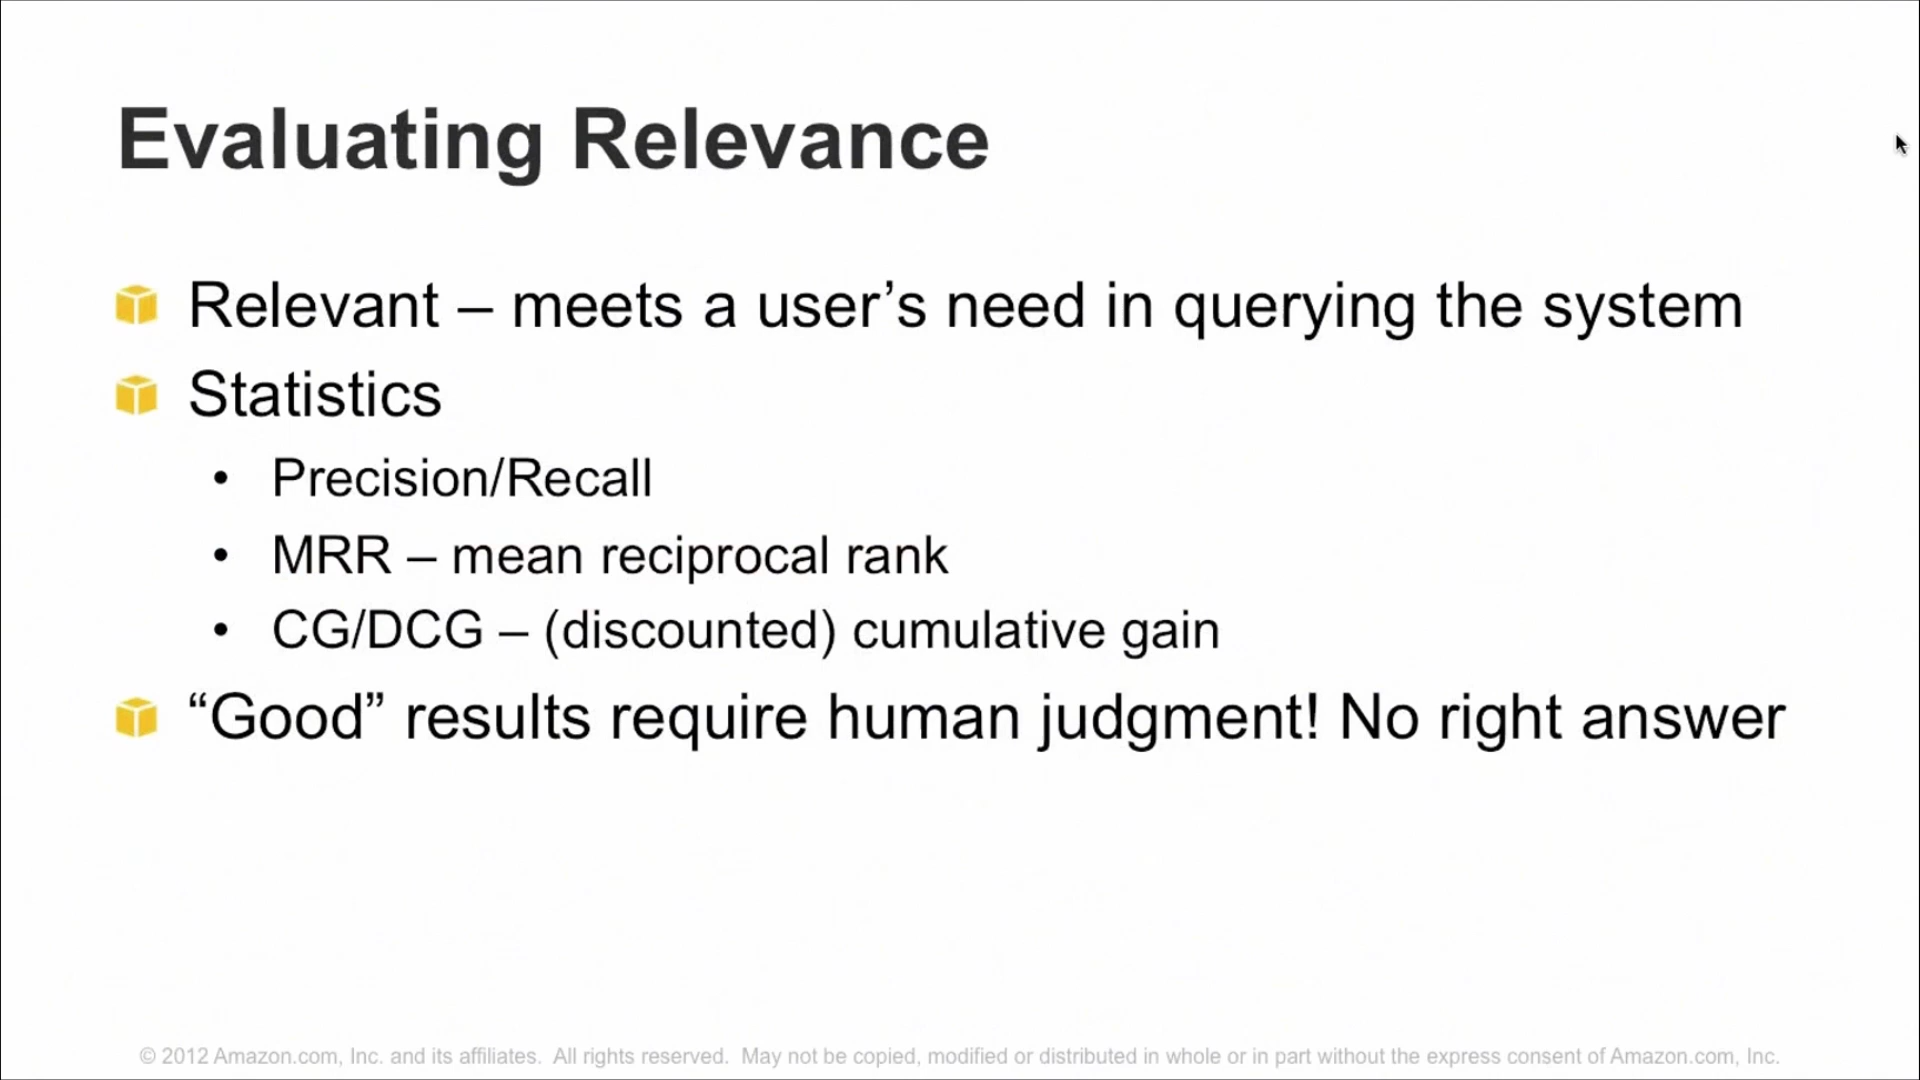 Evaluating Relevance
Relevant – meets a user’s need in querying the system
Statistics
• Precision/Recall
• MRR – mean reciprocal rank
• CG/DCG – (discounted) cumulative gain
“Good” results require human judgment! No right answer
© 2012 Amazon.com, Inc. and its affiliates. All rights reserved. May not be copied, modified or distributed in whole or in part without the express consent of Amazon.com, Inc.